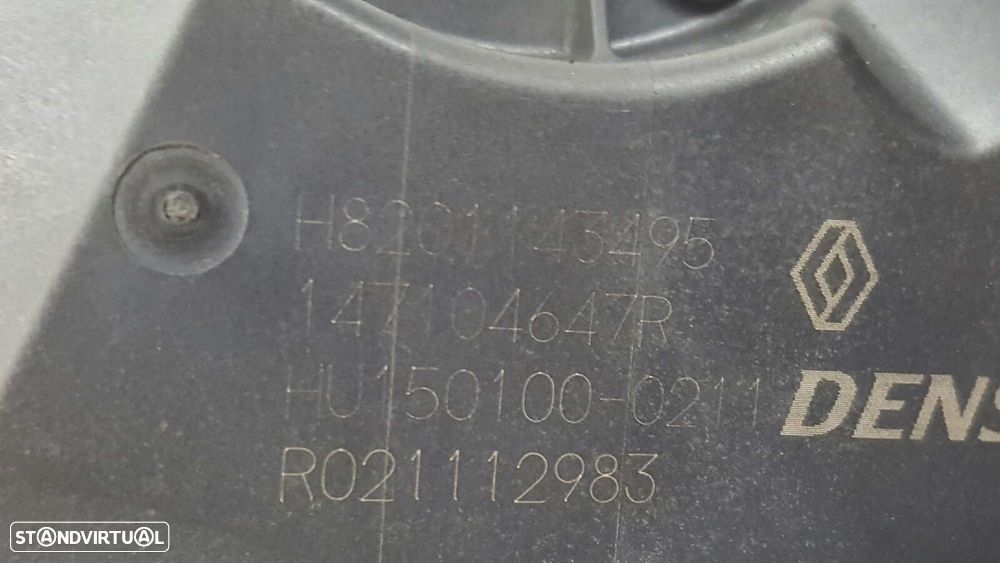 H8201143495
147104647R
HU150100-0211
R021112983
DENS
STANDVIRTUAL